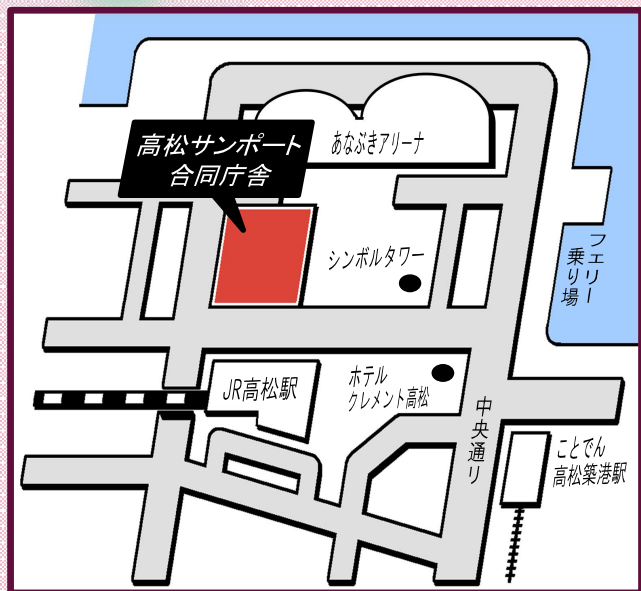 高松サンポート
合同庁舎
あなぶきアリーナ
シンボルタワー
フェリー
乗り場
JR高松駅
ホテル
クレメント高松
中央通り
ことでん
高松築港駅